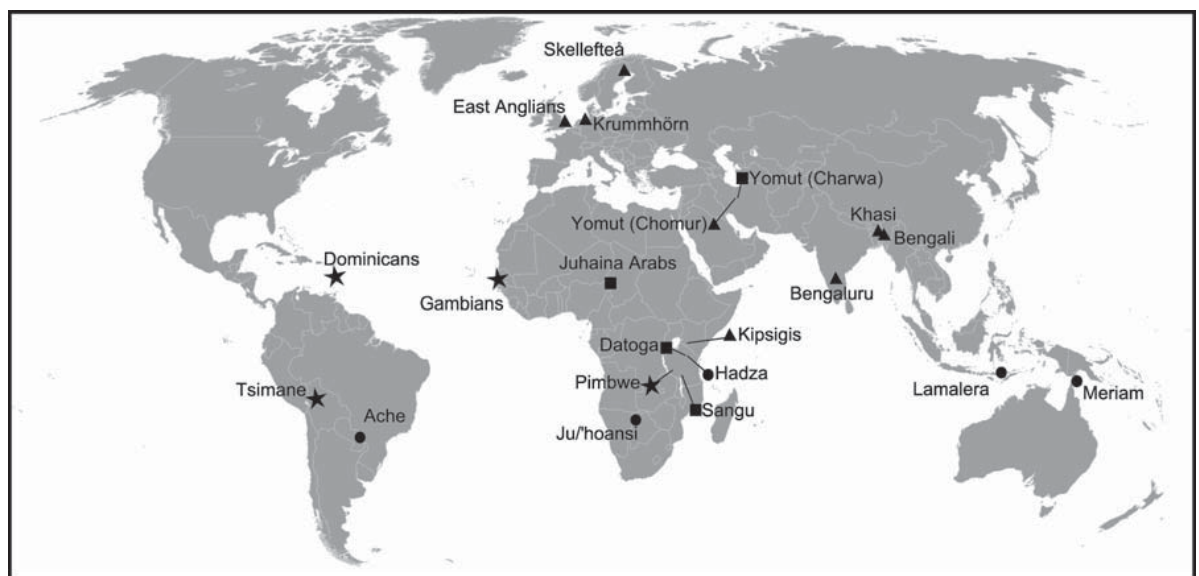 Skellefteå
East Anglians
Krummhörn
Yomut (Charwa)
Yomut (Chomur)
Khasi
Bengali
Dominicans
Juhaina Arabs
Gambians
Bengaluru
Kipsigis
Datoga
Hadza
Pimbwe
Tsimane
Lamalera
Meriam
Ache
Sangu
Ju/'hoansi